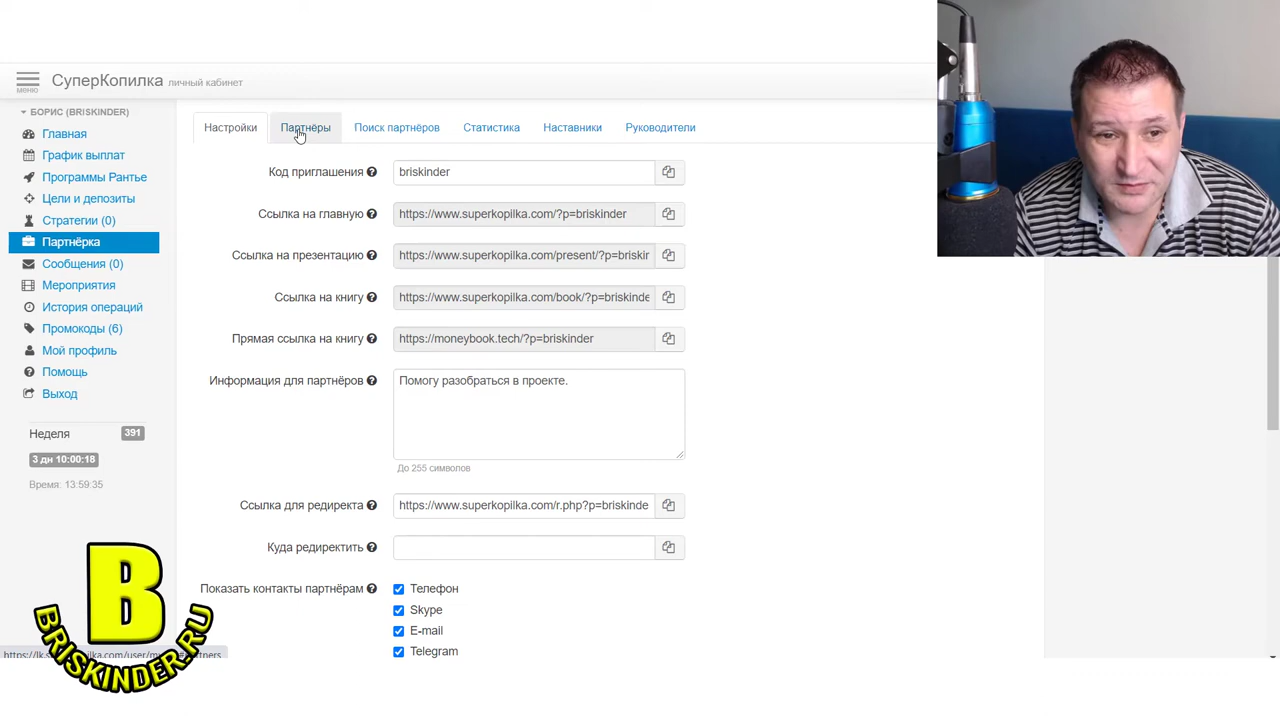 меню
СуперКопилка личный кабинет
БОРИС (BRISKINDER)
Главная
График выплат
Программы Рантье
Цели и депозиты
Стратегии (0)
Партнёрка
Сообщения (0)
Мероприятия
История операций
Промокоды (6)
Мой профиль
Помощь
Выход
Неделя 391
3 дн 10:00:18
Время: 13:59:35
Настройки Партнёры Поиск партнёров Статистика Наставники Руководители
Код приглашения briskinder
Ссылка на главную https://www.superkopilka.com/?p=briskinder
Ссылка на презентацию https://www.superkopilka.com/present/?p=briskin
Ссылка на книгу https://www.superkopilka.com/book/?p=briskinde
Прямая ссылка на книгу https://moneybook.tech/?p=briskinder
Информация для партнёров Помогу разобраться в проекте.
До 255 символов
Ссылка для редиректа https://www.superkopilka.com/r.php?p=briskinde
Куда редиректить
Показать контакты партнёрам Телефон
Skype
E-mail
Telegram
B
BRISKINDER.RU